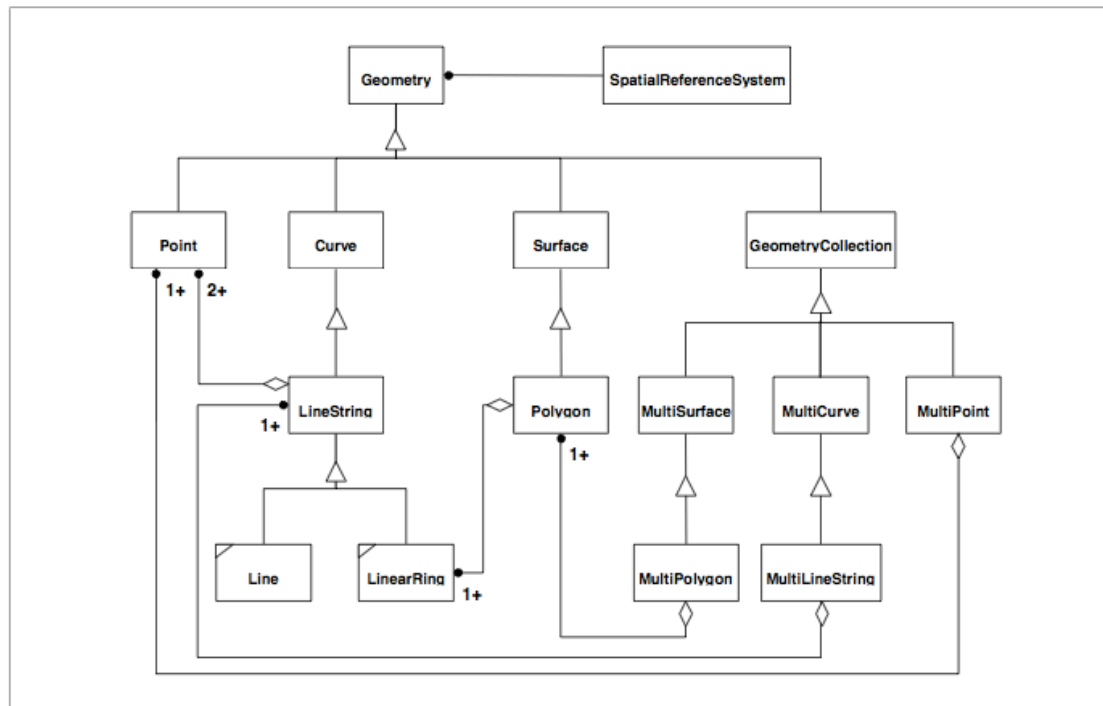 Geometry
SpatialReferenceSystem
Point
Curve
Surface
GeometryCollection
1+
2+
LineString
1+
Polygon
1+
MultiSurface
MultiCurve
MultiPoint
Line
LinearRing
1+
MultiPolygon
MultiLineString